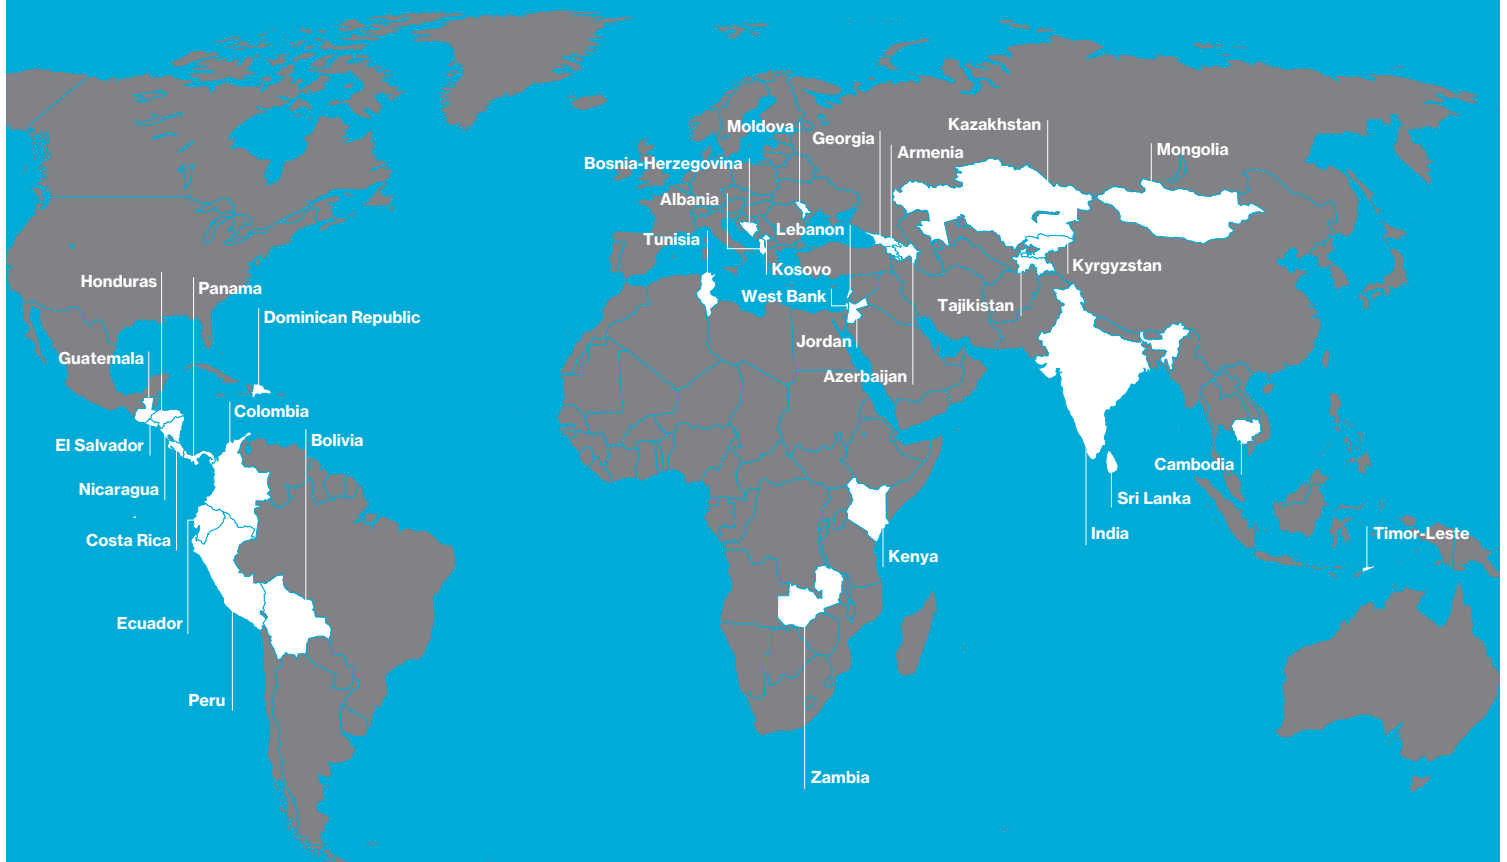 Moldova
Georgia
Kazakhstan
Armenia
Mongolia
Bosnia-Herzegovina
Albania
Lebanon
Tunisia
Kosovo
Kyrgyzstan
Honduras
Panama
West Bank
Tajikistan
Dominican Republic
Jordan
Guatemala
Azerbaijan
Colombia
Bolivia
El Salvador
Cambodia
Nicaragua
Sri Lanka
Costa Rica
India
Timor-Leste
Kenya
Ecuador
Peru
Zambia